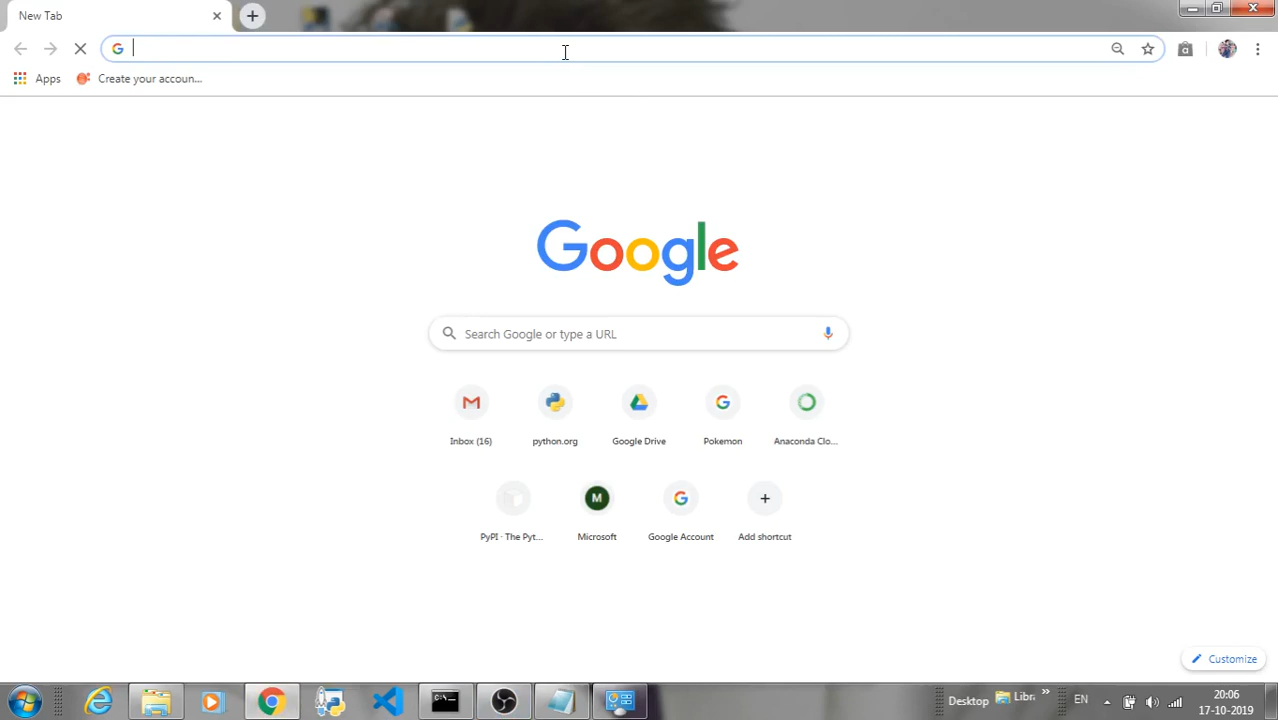 New Tab
Apps
Create your accoun...
Google
Search Google or type a URL
Inbox (16)
python.org
Google Drive
Pokemon
Anaconda Clo...
PyPI · The Pyt...
M
Microsoft
Google Account
Add shortcut
Customize
C:\
Desktop
Libr
»
EN
20:06
17-10-2019